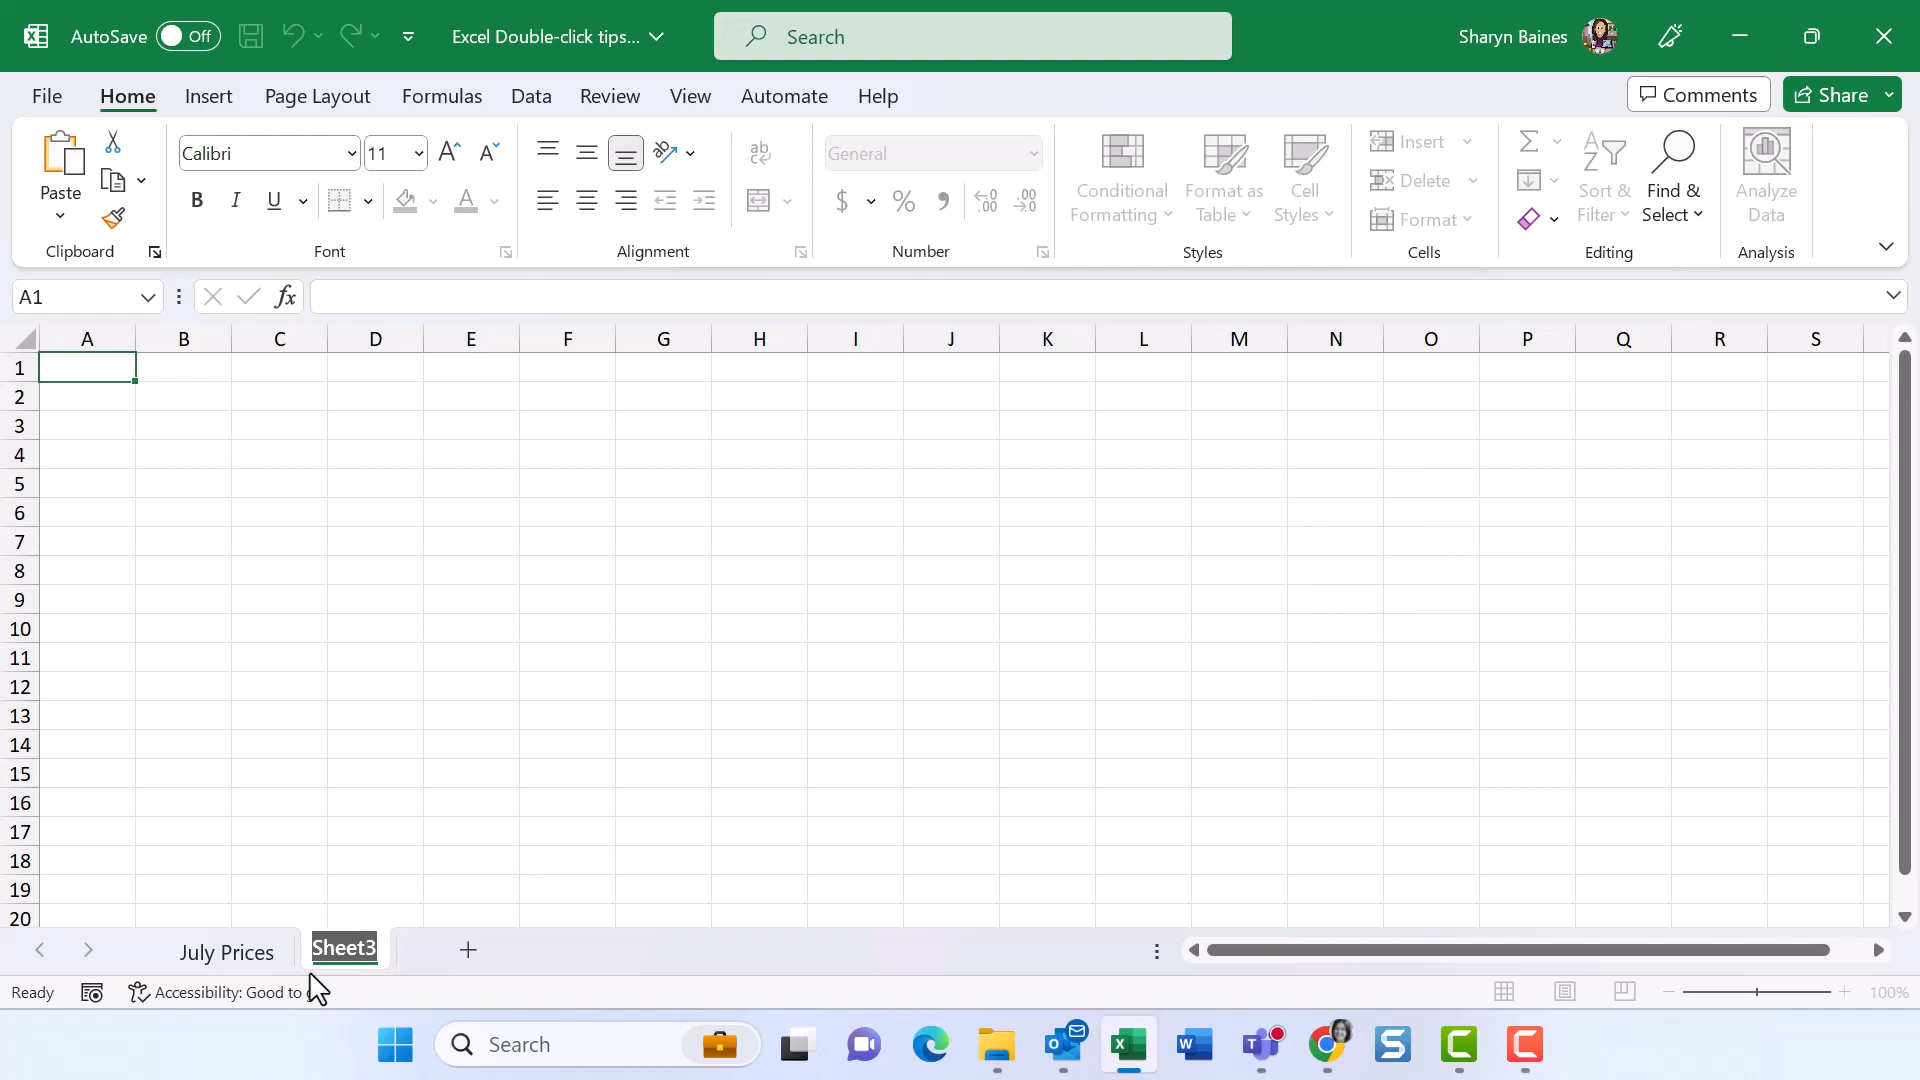 AutoSave Off Excel Double-click tips... Search Sharyn Baines
File Home Insert Page Layout Formulas Data Review View Automate Help Comments Share
Paste
Clipboard
Calibri 11
B I U A
Font
ab
Alignment
General
$ % ,
Number
Conditional Formatting
Format as Table
Cell Styles
Styles
Insert
Delete
Format
Cells
Sort & Filter
Find & Select
Editing
Analyze Data
Analysis
A1 fx
A B C D E F G H I J K L M N O P Q R S
1
2
3
4
5
6
7
8
9
10
11
12
13
14
15
16
17
18
19
20
July Prices Sheet3
Ready Accessibility: Good to 100%
Search